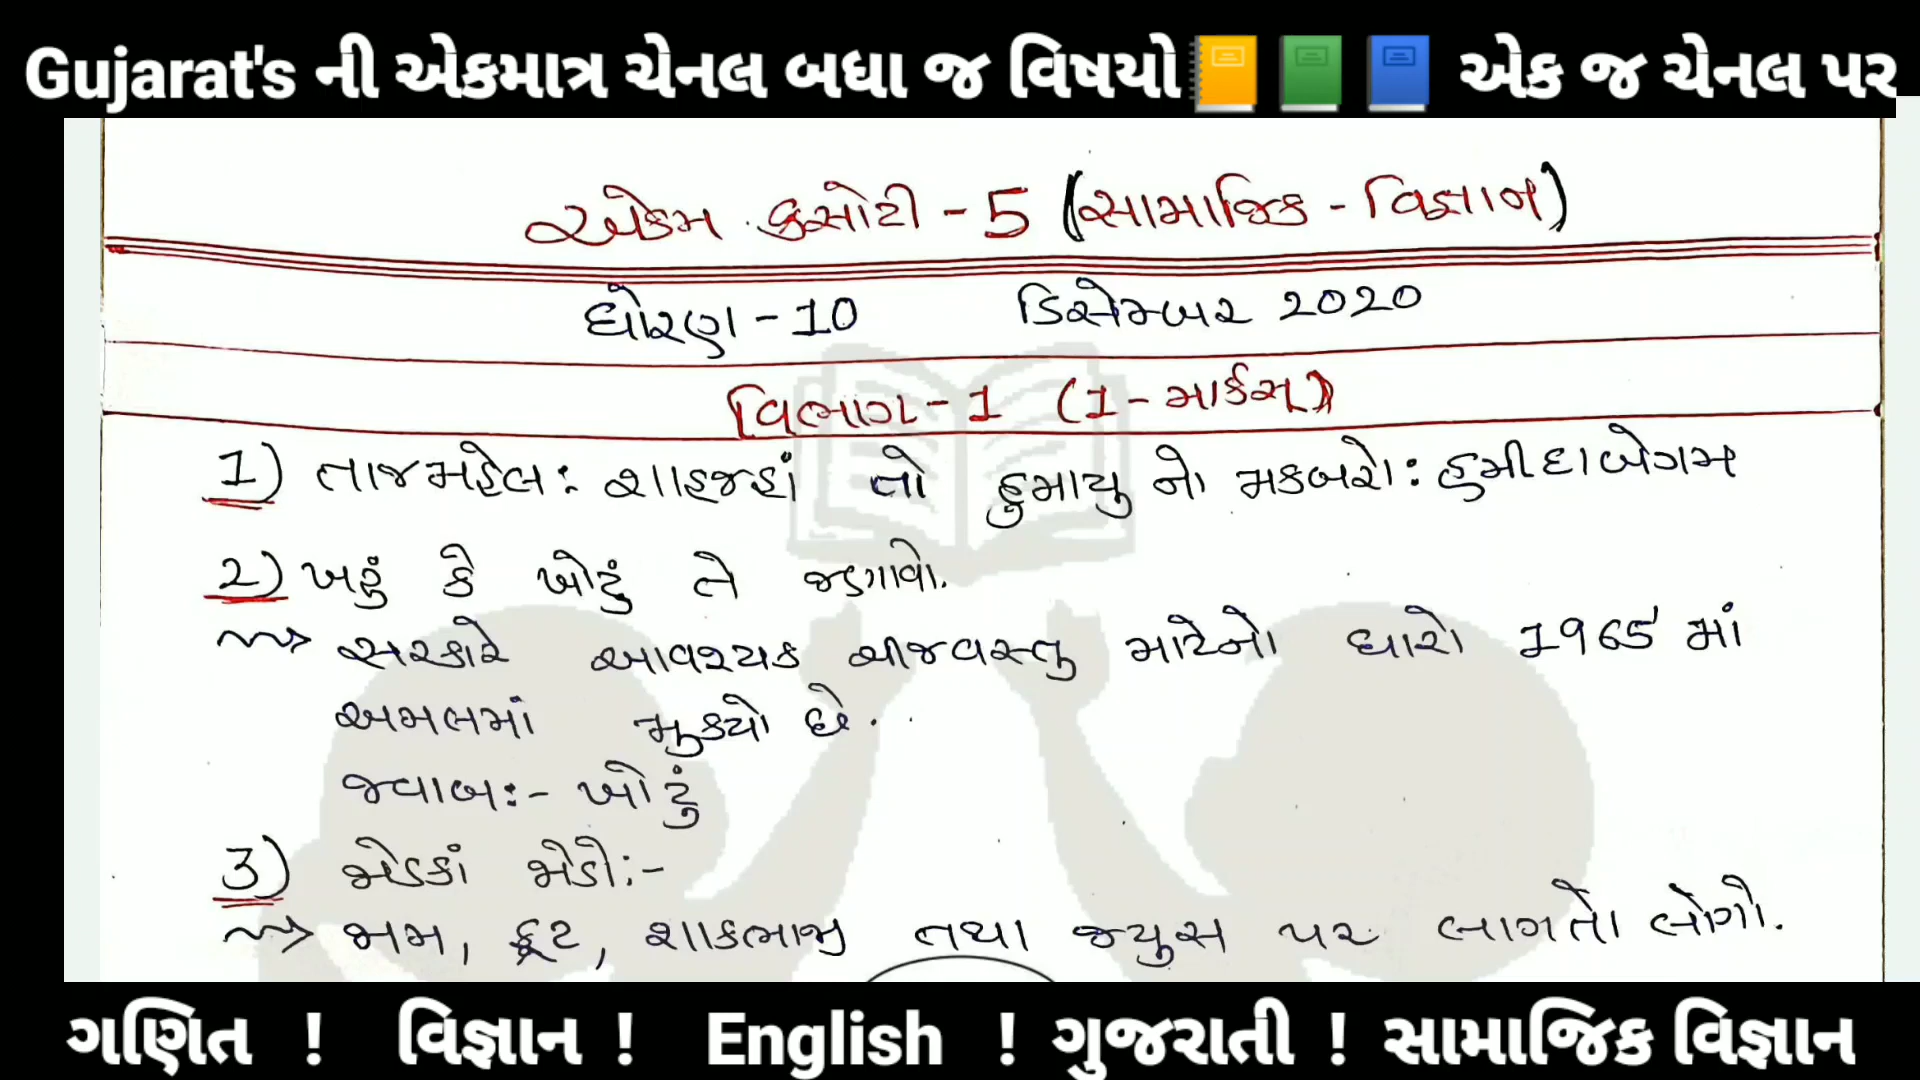 Gujarat's ની એકમાત્ર ચેનલ બધા જ વિષયો📒📗📘 એક જ ચેનલ પર
એકમ કસોટી - 5 (સામાજિક - વિજ્ઞાન)
ધોરણ - 10 ડિસેમ્બર 2020
વિભાગ - 1 (1 - માર્કસ)
1) તાજમહેલ : શાહજહાં તો હુમાયુ નો મકબરો : હમીદાબેગમ
2) ખરું કે ખોટું તે જણાવો.
સરકારે આવશ્યક ચીજવસ્તુ માટેનો ધારો 1965 માં
અમલમાં મુકયો છે.
જવાબ :- ખોટું
3) જોડકાં જોડો :-
જામ, ફ્રુટ, શાકભાજી તથા જ્યુસ પર લાગતો લોગો.
ગણિત ! વિજ્ઞાન ! English ! ગુજરાતી ! સામાજિક વિજ્ઞાન